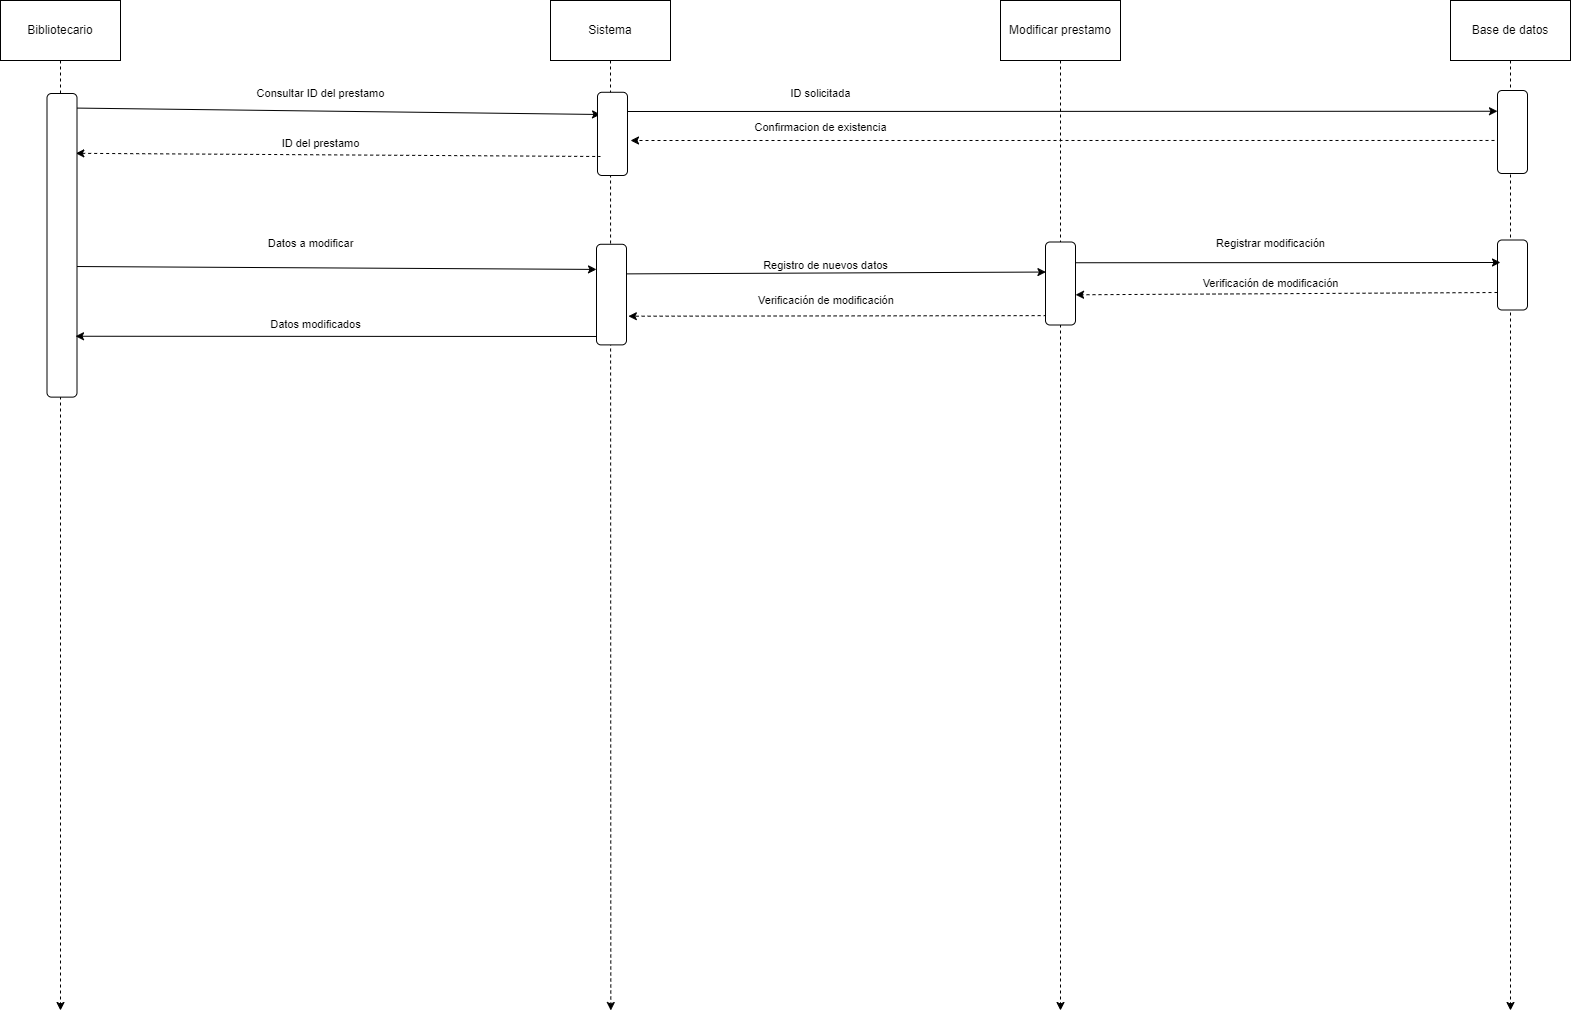 Bibliotecario
Sistema
Modificar prestamo
Base de datos
Consultar ID del prestamo
ID solicitada
Confirmacion de existencia
ID del prestamo
Datos a modificar
Registrar modificación
Registro de nuevos datos
Verificación de modificación
Verificación de modificación
Datos modificados